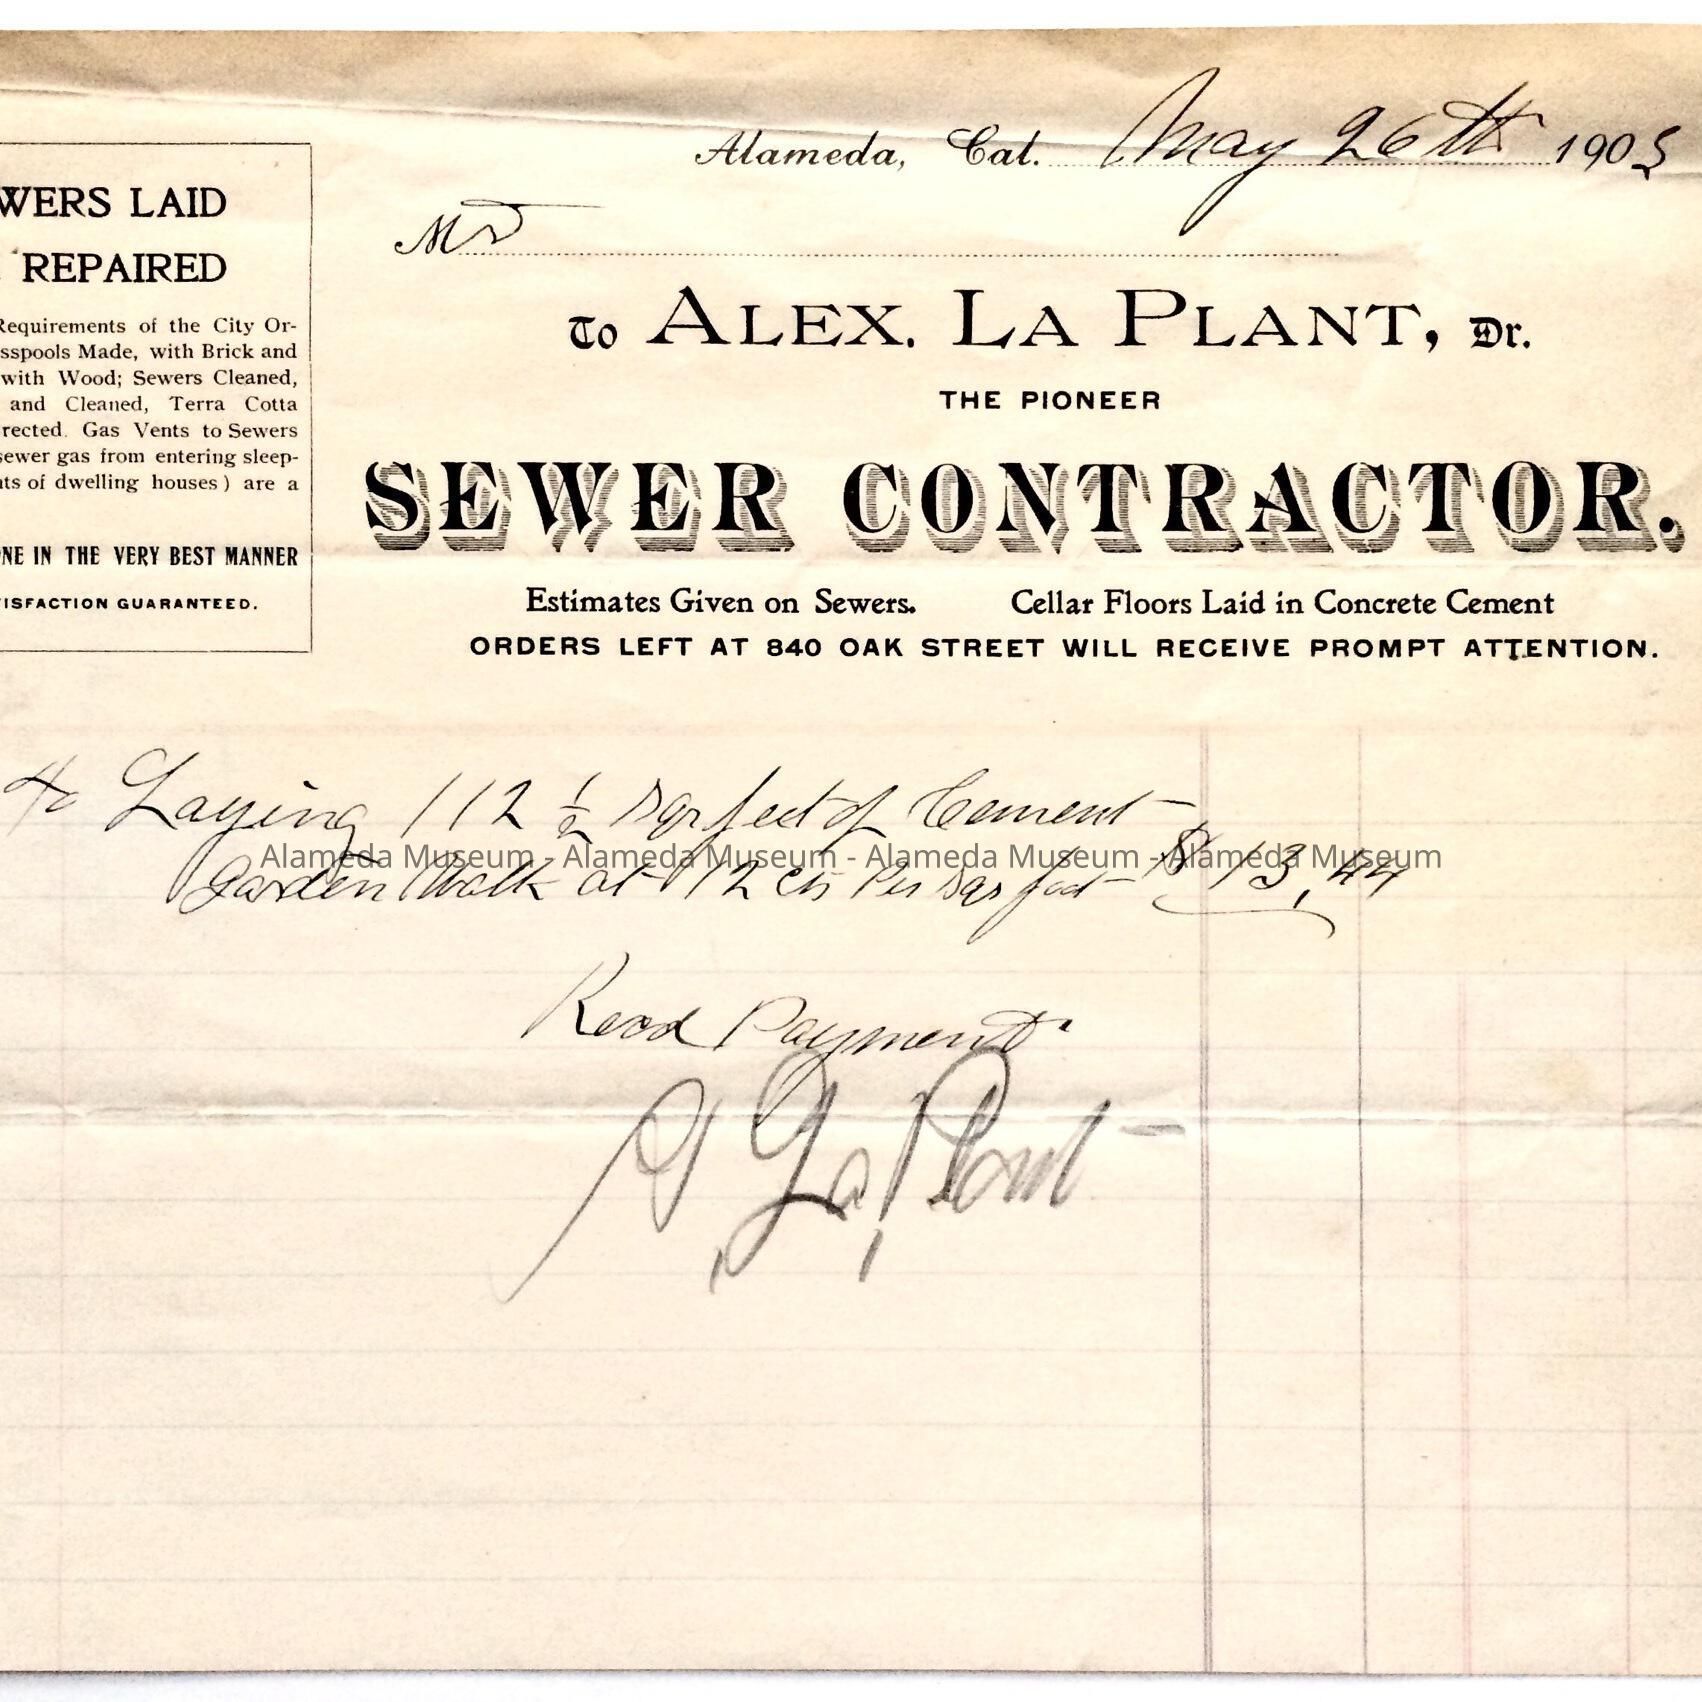 Alameda, Cal. May 26th 1905
Mr
To ALEX. LA PLANT, Dr.
THE PIONEER
SEWER CONTRACTOR.
Estimates Given on Sewers. Cellar Floors Laid in Concrete Cement
ORDERS LEFT AT 840 OAK STREET WILL RECEIVE PROMPT ATTENTION.
WERS LAID
REPAIRED
Requirements of the City Or-
sspools Made, with Brick and
with Wood; Sewers Cleaned,
and Cleaned, Terra Cotta
rected. Gas Vents to Sewers
sewer gas from entering sleep-
nts of dwelling houses) are a
NE IN THE VERY BEST MANNER
TISFACTION GUARANTEED.
to Laying 112 1/2 sqr feet of Cement
Alameda Museum - Alameda Museum - Alameda Museum - Alameda Museum
Garden Walk at 12 cts Per sqr foot $13,44
Recd Payment
A, La, Plant